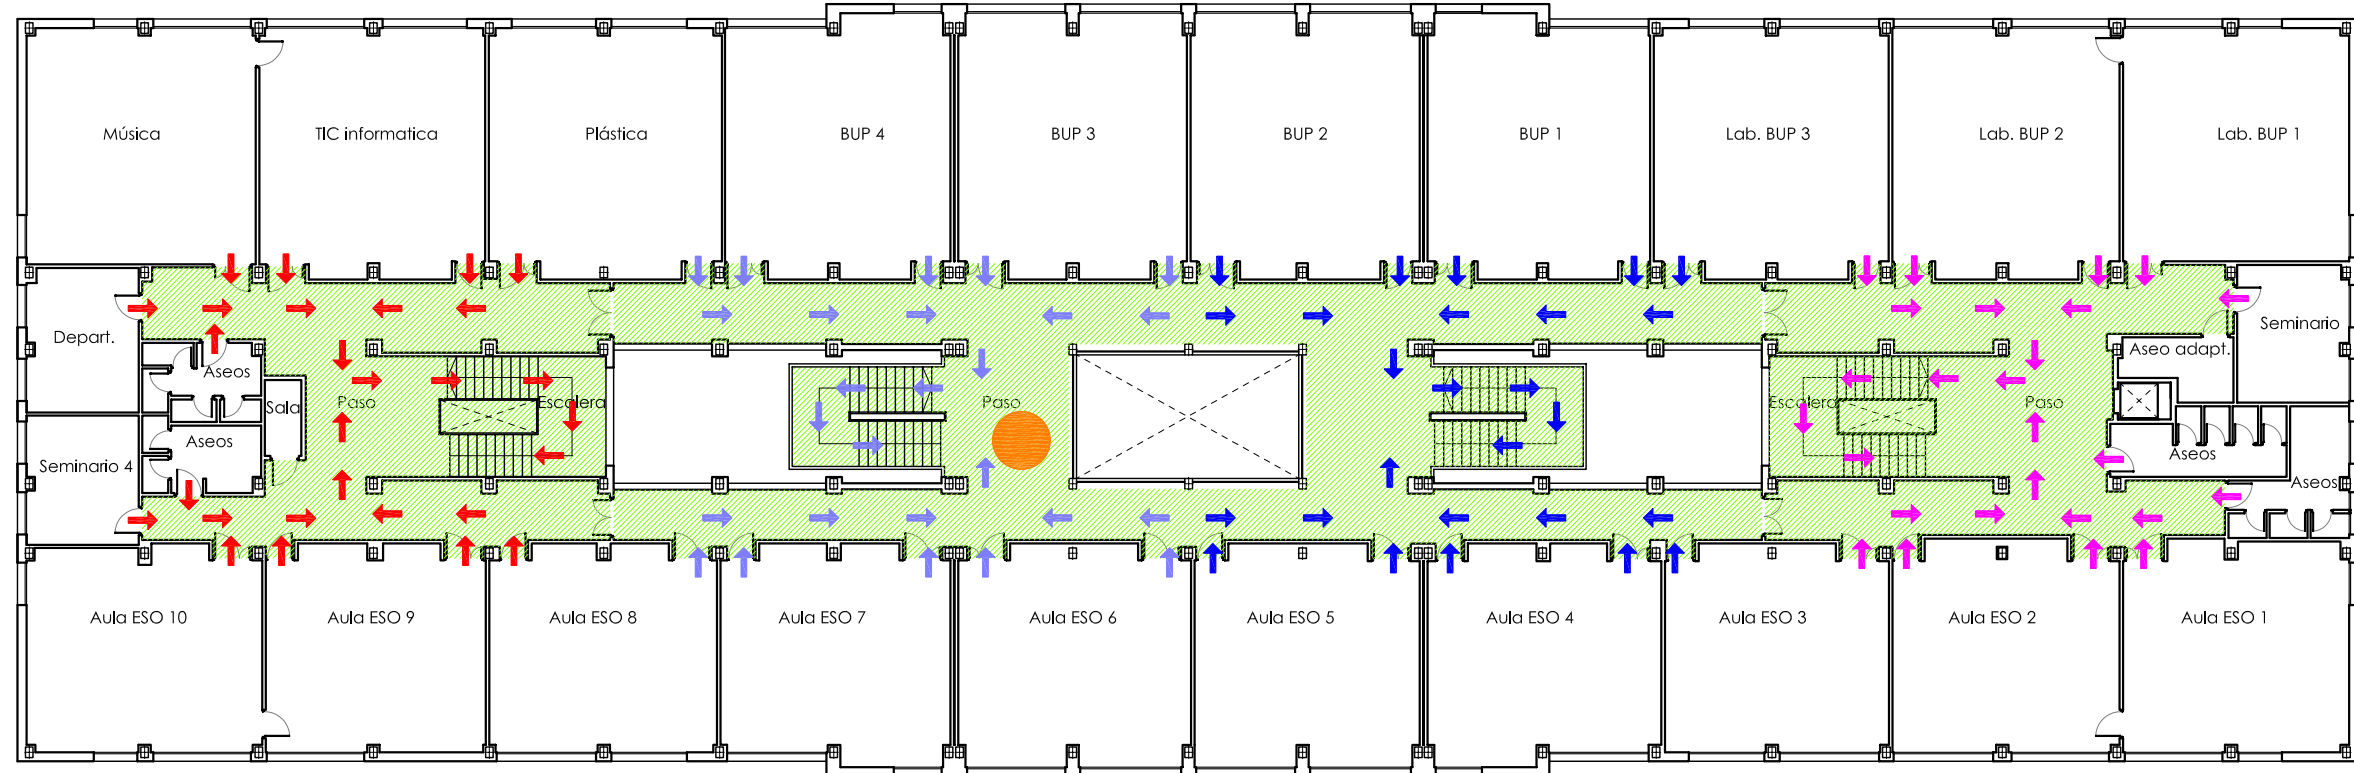 Música
TIC informatica
Plástica
BUP 4
BUP 3
BUP 2
BUP 1
Lab. BUP 3
Lab. BUP 2
Lab. BUP 1
Depart.
Aseos
Sala
Paso
Escalera
Paso
Escalera
Paso
Aseo adapt.
Seminario
Seminario 4
Aseos
Aseos
Aseos
Aula ESO 10
Aula ESO 9
Aula ESO 8
Aula ESO 7
Aula ESO 6
Aula ESO 5
Aula ESO 4
Aula ESO 3
Aula ESO 2
Aula ESO 1